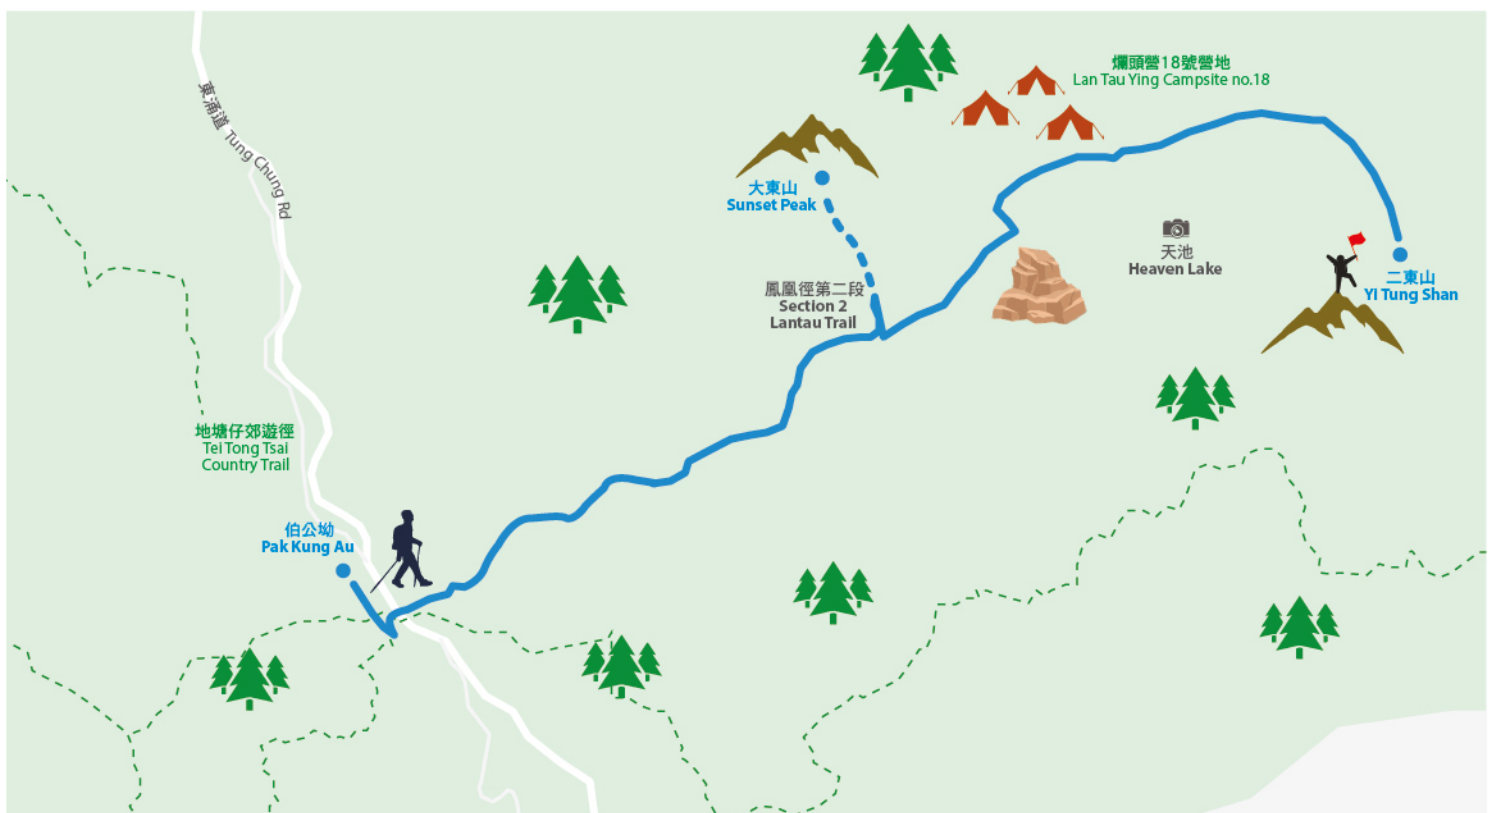 爛頭營18號營地
Lan Tau Ying Campsite no.18
東涌道 Tung Chung Rd
大東山
Sunset Peak
天池
Heaven Lake
二東山
Yi Tung Shan
鳳凰徑第二段
Section 2
Lantau Trail
地塘仔郊遊徑
Tei Tong Tsai
Country Trail
伯公坳
Pak Kung Au